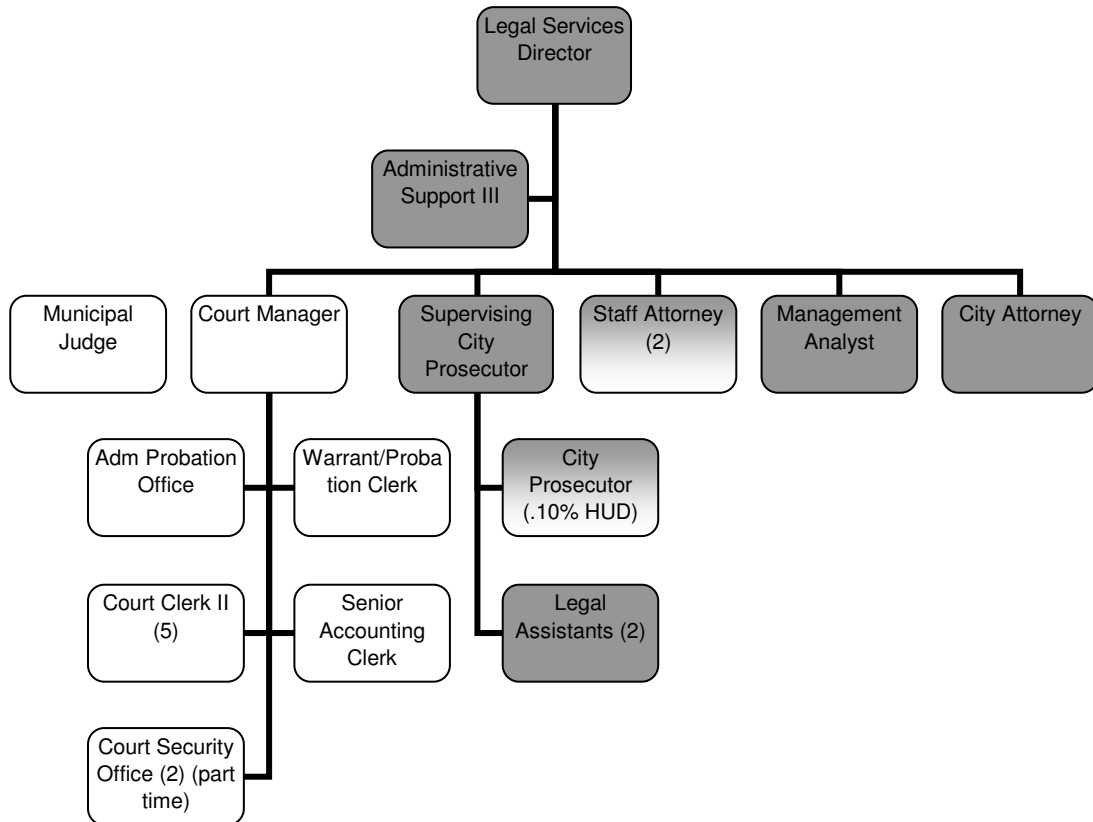 Legal Services
Director
Administrative
Support III
Municipal
Judge
Court Manager
Supervising
City
Prosecutor
Staff Attorney
(2)
Management
Analyst
City Attorney
Adm Probation
Office
Warrant/Proba
tion Clerk
City
Prosecutor
(.10% HUD)
Court Clerk II
(5)
Senior
Accounting
Clerk
Legal
Assistants (2)
Court Security
Office (2) (part
time)